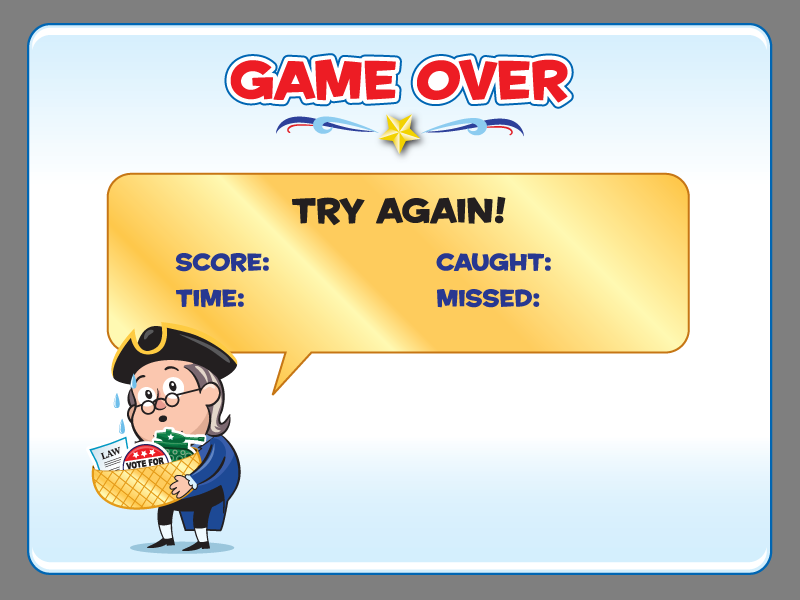 GAME OVER
TRY AGAIN!
SCORE:
CAUGHT:
TIME:
MISSED:
LAW
VOTE FOR